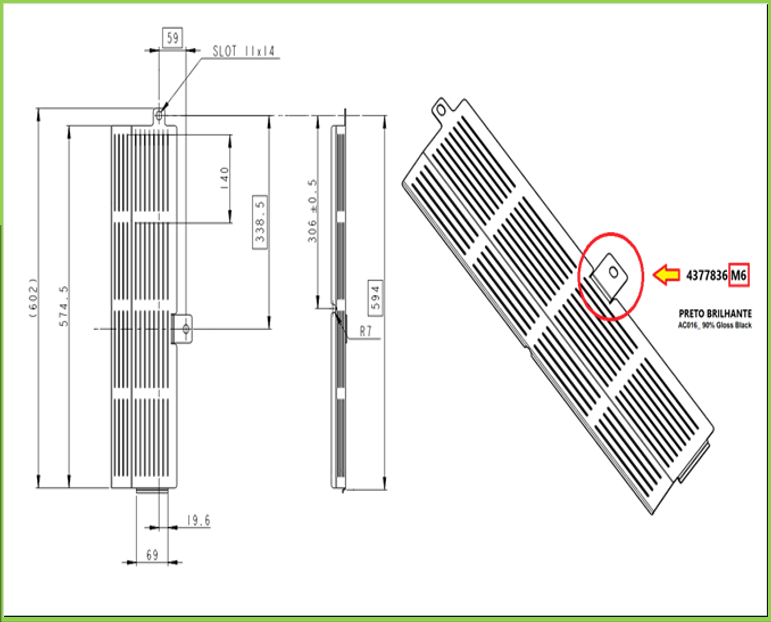 59
SLOT 11x14
140
338.5
306 ±0.5
(602)
574.5
594
R7
19.6
69
4377836 M6
PRETO BRILHANTE
AC016_ 90% Gloss Black